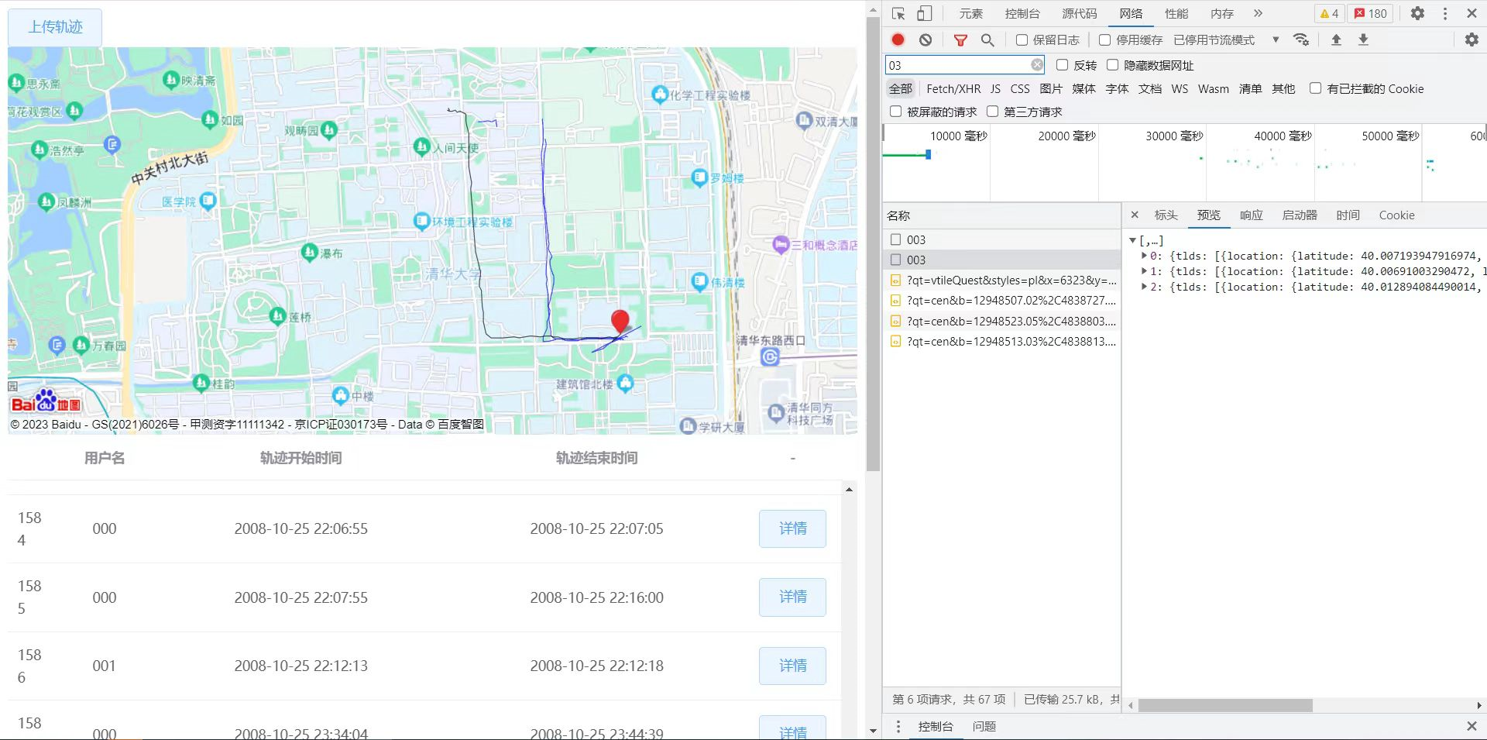 上传轨迹
思永斋
映清斋
荷花观赏区
如园
观畴园
化学工程实验楼
双清大厦
浩然亭
人间天使
中关村北大街
罗姆楼
凤麟洲
医学院
环境工程实验楼
三和概念酒店
瀑布
清华大学
伟清楼
莲桥
万春园
清华东路西口
桂韵
建筑馆北楼
中楼
清华同方
科技广场
学研大厦
园
Bai du 地图
© 2023 Baidu - GS(2021)6026号 - 甲测资字11111342 - 京ICP证030173号 - Data © 百度智图
用户名 轨迹开始时间 轨迹结束时间 -
1584 000 2008-10-25 22:06:55 2008-10-25 22:07:05 详情
1585 000 2008-10-25 22:07:55 2008-10-25 22:16:00 详情
1586 001 2008-10-25 22:12:13 2008-10-25 22:12:18 详情
158 000 2008-10-25 23:34:04 2008-10-25 23:44:39 详情
元素 控制台 源代码 网络 性能 内存 » 4 180
保留日志 停用缓存 已停用节流模式
03 反转 隐藏数据网址
全部 Fetch/XHR JS CSS 图片 媒体 字体 文档 WS Wasm 清单 其他 有已拦截的 Cookie
被屏蔽的请求 第三方请求
10000 毫秒 20000 毫秒 30000 毫秒 40000 毫秒 50000 毫秒 600
名称
003
003
?qt=vtileQuest&styles=pl&x=6323&y=...
?qt=cen&b=12948507.02%2C4838727....
?qt=cen&b=12948523.05%2C4838803....
?qt=cen&b=12948513.03%2C4838813....
× 标头 预览 响应 启动器 时间 Cookie
[,…]
0: {tlds: [{location: {latitude: 40.007193947916974,
1: {tlds: [{location: {latitude: 40.00691003290472, l
2: {tlds: [{location: {latitude: 40.012894084490014,
第 6 项请求，共 67 项 已传输 25.7 kB，共
控制台 问题